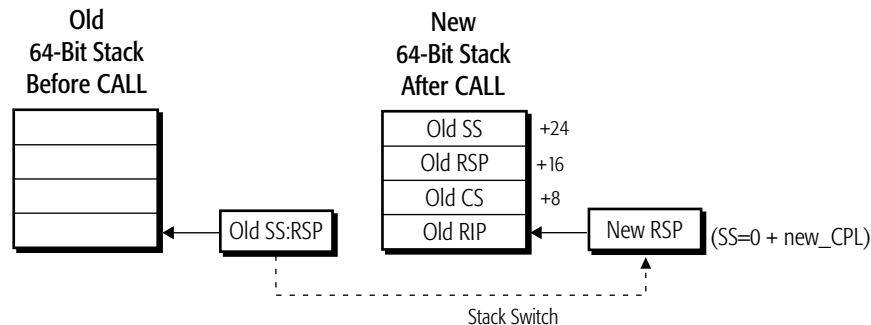 Old
64-Bit Stack
Before CALL
New
64-Bit Stack
After CALL
Old SS +24
Old RSP +16
Old CS +8
Old RIP
Old SS:RSP
New RSP
(SS=0 + new_CPL)
Stack Switch